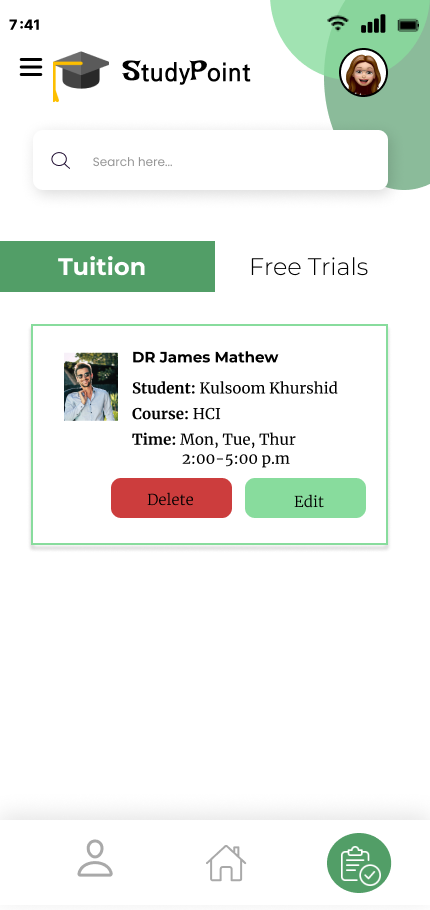 7:41
StudyPoint
Search here...
Tuition Free Trials
DR James Mathew
Student: Kulsoom Khurshid
Course: HCI
Time: Mon, Tue, Thur
2:00-5:00 p.m
Delete Edit